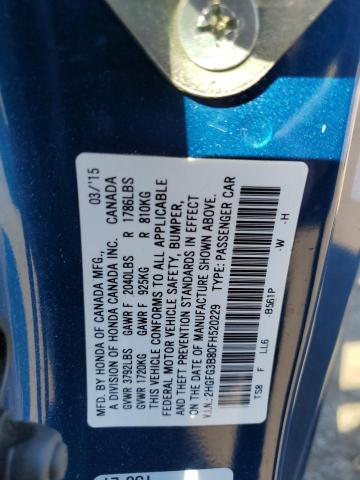 MFD. BY HONDA OF CANADA MFG., 03/'15
A DIVISION OF HONDA CANADA INC. CANADA
GVWR 3792LBS GAWR F 2040LBS R 1786LBS
GVWR 1720KG GAWR F 925KG R 810KG
THIS VEHICLE CONFORMS TO ALL APPLICABLE
FEDERAL MOTOR VEHICLE SAFETY, BUMPER,
AND THEFT PREVENTION STANDARDS IN EFFECT
ON THE DATE OF MANUFACTURE SHOWN ABOVE.
V.I.N.:2HGFG3B80FH520229 TYPE: PASSENGER CAR
TS8 F LL6 -B561P -W -H